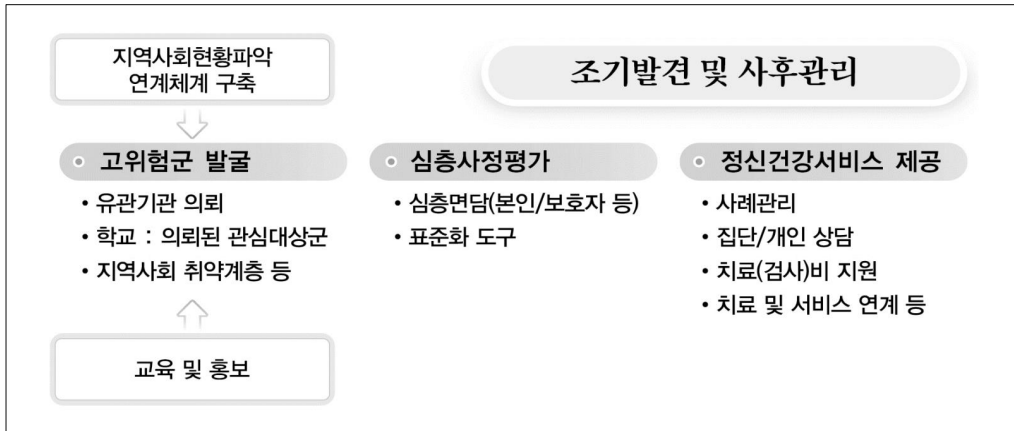 지역사회현황파악
연계체계 구축
조기발견 및 사후관리
고위험군 발굴
• 유관기관 의뢰
• 학교 : 의뢰된 관심대상군
• 지역사회 취약계층 등
심층사정평가
• 심층면담(본인/보호자 등)
• 표준화 도구
정신건강서비스 제공
• 사례관리
• 집단/개인 상담
• 치료(검사)비 지원
• 치료 및 서비스 연계 등
교육 및 홍보